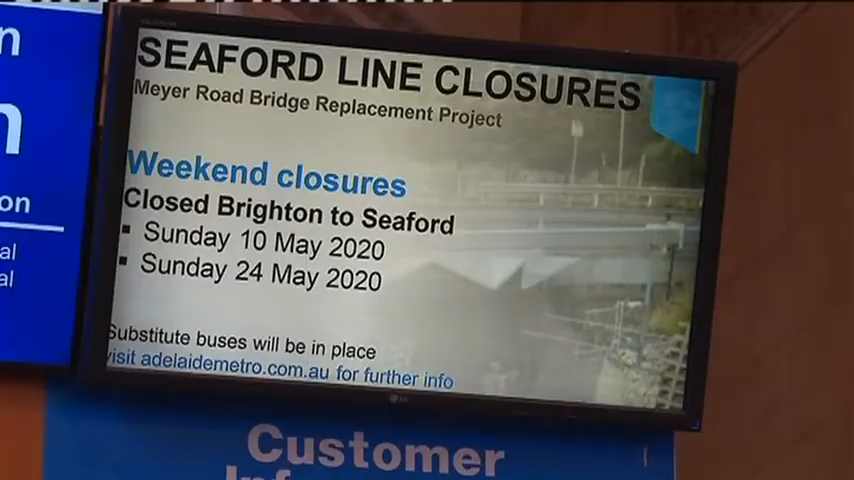 SEAFORD LINE CLOSURES
Meyer Road Bridge Replacement Project
Weekend closures
Closed Brighton to Seaford
▪ Sunday 10 May 2020
▪ Sunday 24 May 2020
Substitute buses will be in place
visit adelaidemetro.com.au for further info
LG
Customer